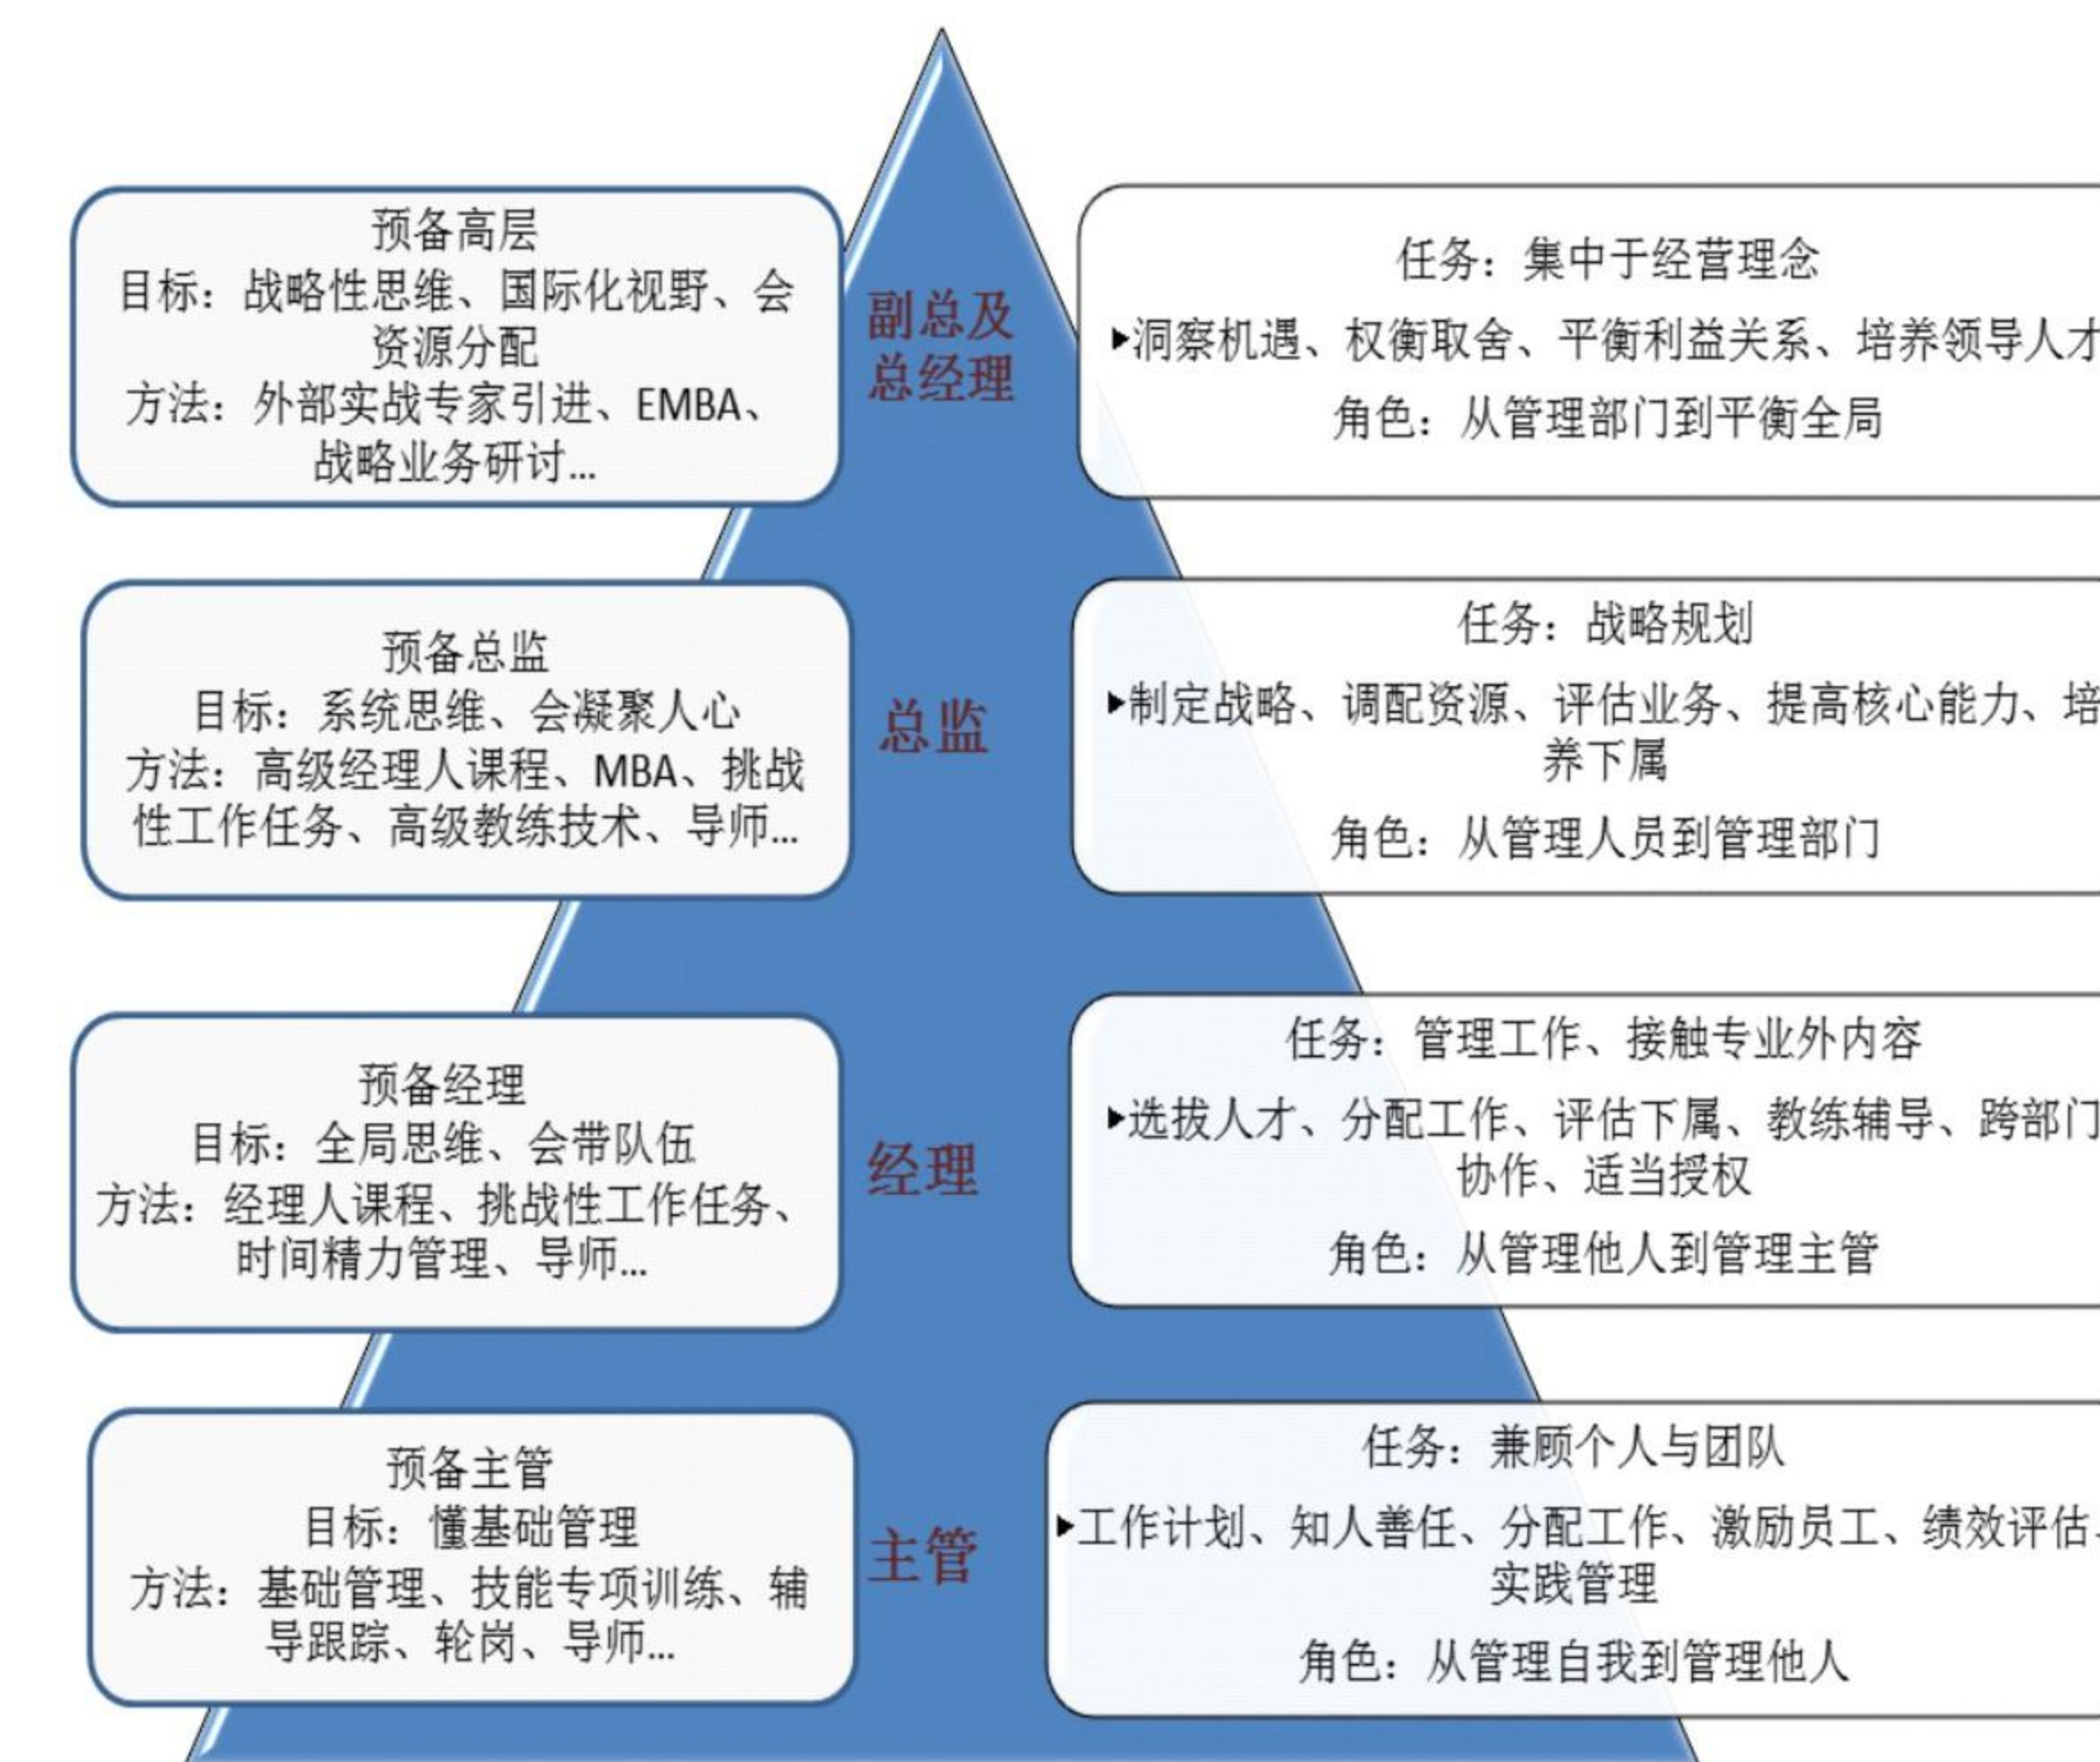 预备高层
目标：战略性思维、国际化视野、会
资源分配
方法：外部实战专家引进、EMBA、
战略业务研讨...
副总及
总经理
任务：集中于经营理念
▶洞察机遇、权衡取舍、平衡利益关系、培养领导人才
角色：从管理部门到平衡全局
预备总监
目标：系统思维、会凝聚人心
方法：高级经理人课程、MBA、挑战
性工作任务、高级教练技术、导师...
总监
任务：战略规划
▶制定战略、调配资源、评估业务、提高核心能力、培
养下属
角色：从管理人员到管理部门
预备经理
目标：全局思维、会带队伍
方法：经理人课程、挑战性工作任务、
时间精力管理、导师...
经理
任务：管理工作、接触专业外内容
▶选拔人才、分配工作、评估下属、教练辅导、跨部门
协作、适当授权
角色：从管理他人到管理主管
预备主管
目标：懂基础管理
方法：基础管理、技能专项训练、辅
导跟踪、轮岗、导师...
主管
任务：兼顾个人与团队
▶工作计划、知人善任、分配工作、激励员工、绩效评估、
实践管理
角色：从管理自我到管理他人